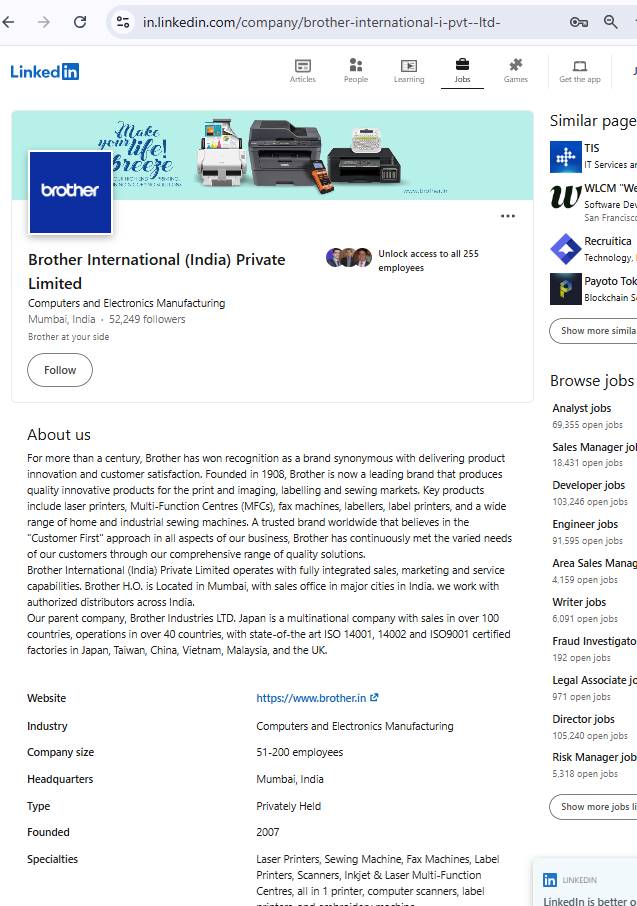 in.linkedin.com/company/brother-international-i-pvt--ltd-
LinkedIn
Articles
People
Learning
Jobs
Games
Get the app
Make
your life!
Breeze
www.brother.in
brother
Brother International (India) Private
Limited
Computers and Electronics Manufacturing
Mumbai, India · 52,249 followers
Brother at your side
Unlock access to all 255
employees
Follow
About us
For more than a century, Brother has won recognition as a brand synonymous with delivering product
innovation and customer satisfaction. Founded in 1908, Brother is now a leading brand that produces
quality innovative products for the print and imaging, labelling and sewing markets. Key products
include laser printers, Multi-Function Centres (MFCs), fax machines, labellers, label printers, and a wide
range of home and industrial sewing machines. A trusted brand worldwide that believes in the
"Customer First" approach in all aspects of our business, Brother has continuously met the varied needs
of our customers through our comprehensive range of quality solutions.
Brother International (India) Private Limited operates with fully integrated sales, marketing and service
capabilities. Brother H.O. is Located in Mumbai, with sales office in major cities in India. we work with
authorized distributors across India.
Our parent company, Brother Industries LTD. Japan is a multinational company with sales in over 100
countries, operations in over 40 countries, with state-of-the art ISO 14001, 14002 and ISO9001 certified
factories in Japan, Taiwan, China, Vietnam, Malaysia, and the UK.
Website https://www.brother.in
Industry Computers and Electronics Manufacturing
Company size 51-200 employees
Headquarters Mumbai, India
Type Privately Held
Founded 2007
Specialties Laser Printers, Sewing Machine, Fax Machines, Label
Printers, Scanners, Inkjet & Laser Multi-Function
Centres, all in 1 printer, computer scanners, label
printers, and embroidery machine
Similar page
TIS
IT Services a
WLCM "We
Software Dev
San Francisco
Recruitica
Technology,
Payoto Tok
Blockchain S
Show more simila
Browse jobs
Analyst jobs
69,355 open jobs
Sales Manager jo
18,431 open jobs
Developer jobs
103,246 open jobs
Engineer jobs
91,595 open jobs
Area Sales Manag
4,159 open jobs
Writer jobs
6,091 open jobs
Fraud Investigato
192 open jobs
Legal Associate jo
971 open jobs
Director jobs
105,240 open jobs
Risk Manager job
5,318 open jobs
Show more jobs li
in LINKEDIN
LinkedIn is better o